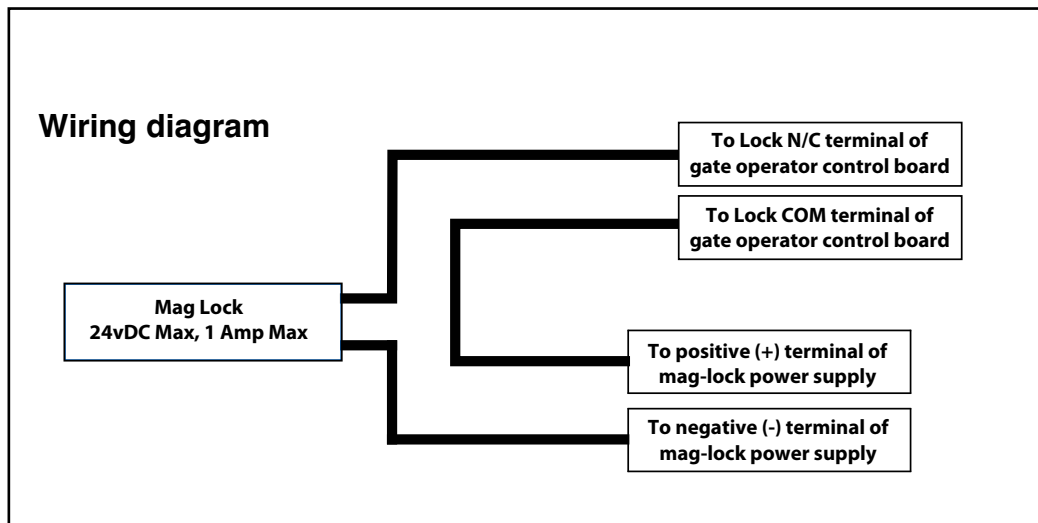 Wiring diagram
To Lock N/C terminal of
gate operator control board
To Lock COM terminal of
gate operator control board
Mag Lock
24vDC Max, 1 Amp Max
To positive (+) terminal of
mag-lock power supply
To negative (-) terminal of
mag-lock power supply